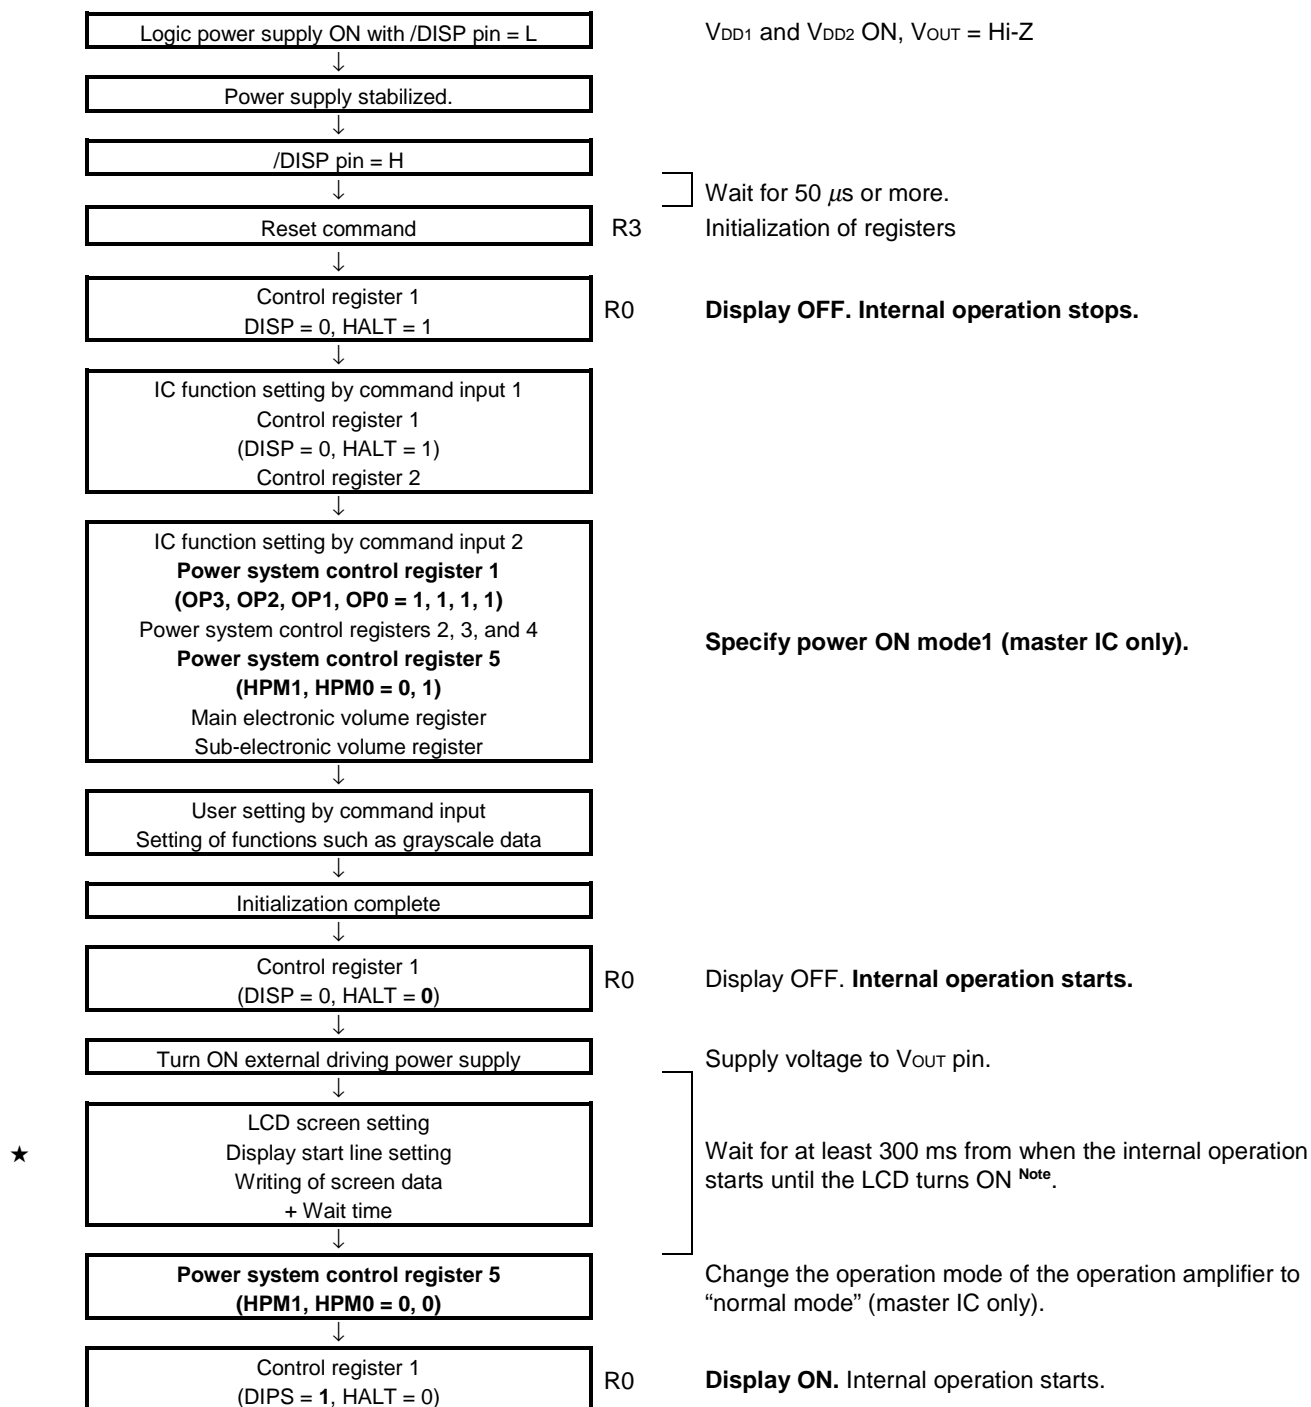 Logic power supply ON with /DISP pin = L VDD1 and VDD2 ON, VOUT = Hi-Z
↓
Power supply stabilized.
↓
/DISP pin = H
↓ Wait for 50 μs or more.
Reset command R3 Initialization of registers
↓
Control register 1
DISP = 0, HALT = 1 R0 Display OFF. Internal operation stops.
↓
IC function setting by command input 1
Control register 1
(DISP = 0, HALT = 1)
Control register 2
↓
IC function setting by command input 2
Power system control register 1
(OP3, OP2, OP1, OP0 = 1, 1, 1, 1)
Power system control registers 2, 3, and 4
Power system control register 5 Specify power ON mode1 (master IC only).
(HPM1, HPM0 = 0, 1)
Main electronic volume register
Sub-electronic volume register
↓
User setting by command input
Setting of functions such as grayscale data
↓
Initialization complete
↓
Control register 1
(DISP = 0, HALT = 0) R0 Display OFF. Internal operation starts.
↓
Turn ON external driving power supply Supply voltage to VOUT pin.
↓
LCD screen setting
★ Display start line setting Wait for at least 300 ms from when the internal operation
Writing of screen data starts until the LCD turns ON Note.
+ Wait time
↓
Power system control register 5 Change the operation mode of the operation amplifier to
(HPM1, HPM0 = 0, 0) “normal mode” (master IC only).
↓
Control register 1
(DIPS = 1, HALT = 0) R0 Display ON. Internal operation starts.